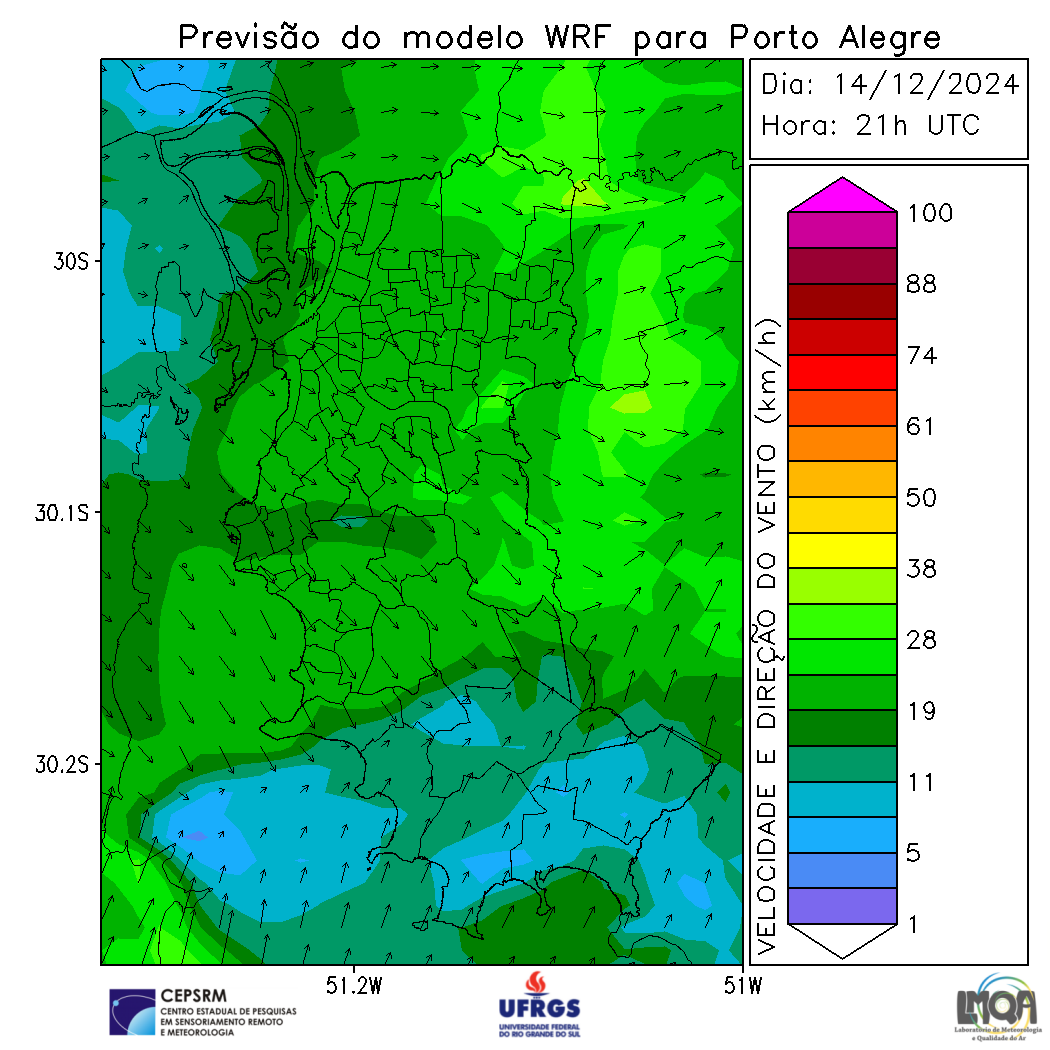 Previsão do modelo WRF para Porto Alegre
Dia: 14/12/2024
Hora: 21h UTC
30S
30.1S
30.2S
51.2W
51W
VELOCIDADE E DIREÇÃO DO VENTO (km/h)
100
88
74
61
50
38
28
19
11
5
1
CEPSRM
CENTRO ESTADUAL DE PESQUISAS
EM SENSORIAMENTO REMOTO
E METEOROLOGIA
UFRGS
UNIVERSIDADE FEDERAL
DO RIO GRANDE DO SUL
LMQA
Laboratório de Meteorologia
e Qualidade do Ar